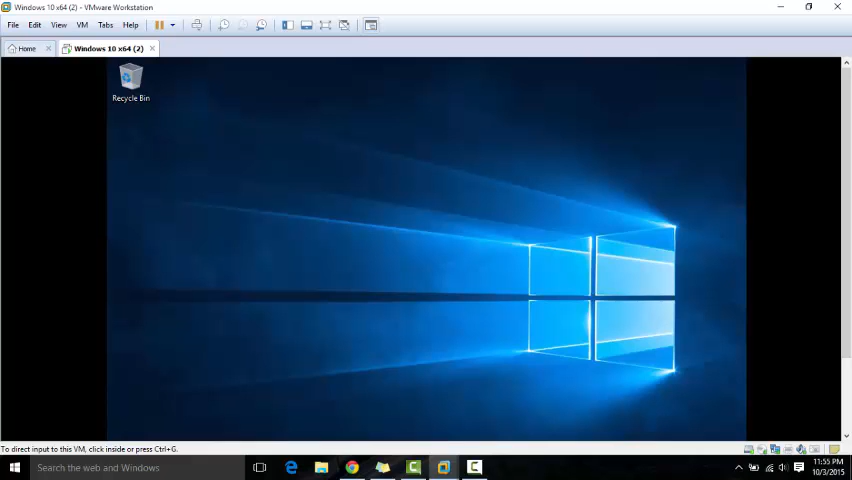 Windows 10 x64 (2) - VMware Workstation
File Edit View VM Tabs Help
Home Windows 10 x64 (2)
Recycle Bin
To direct input to this VM, click inside or press Ctrl+G.
Search the web and Windows
11:55 PM
10/3/2015